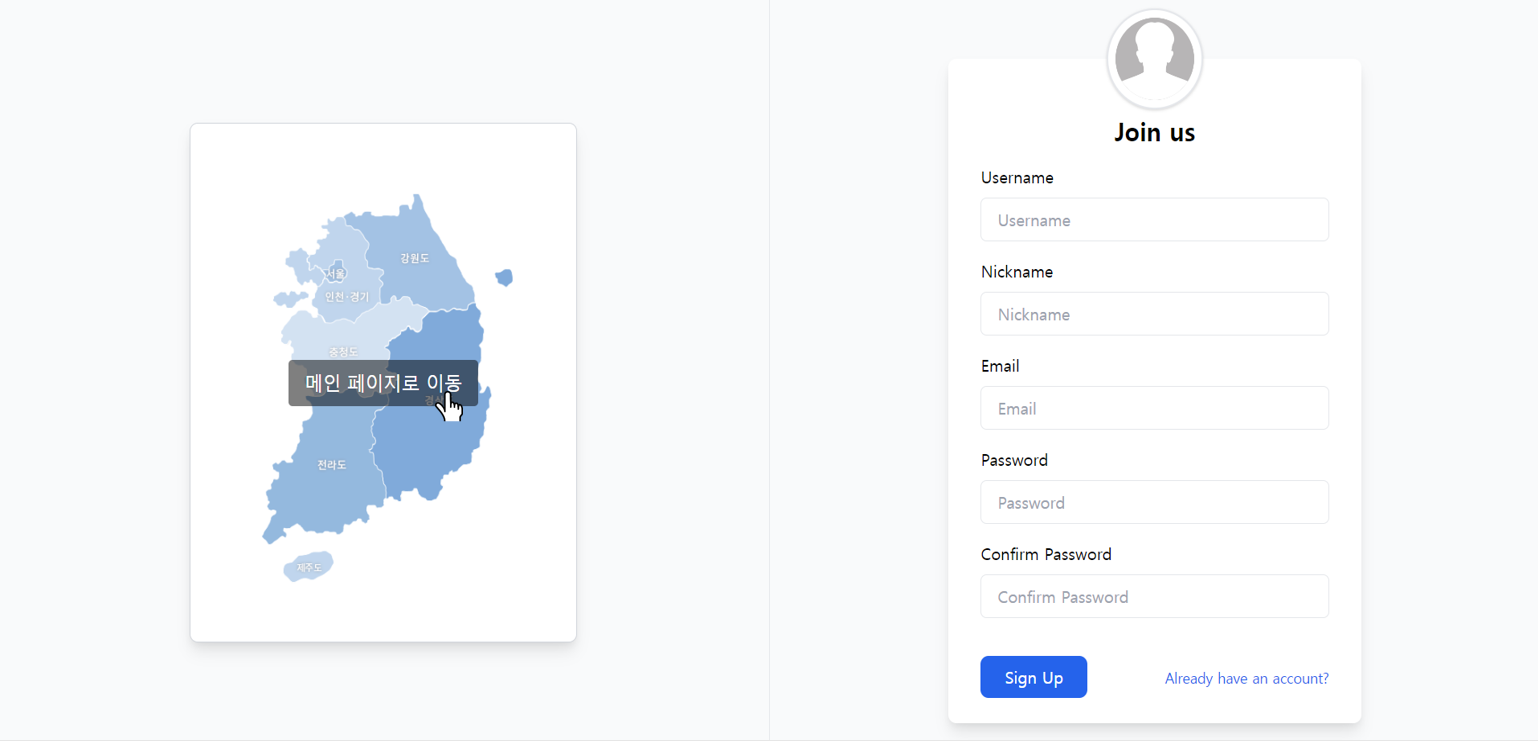 강원도
서울
인천·경기
충청도
메인 페이지로 이동
전라도
제주도
Join us
Username
Username
Nickname
Nickname
Email
Email
Password
Password
Confirm Password
Confirm Password
Sign Up
Already have an account?